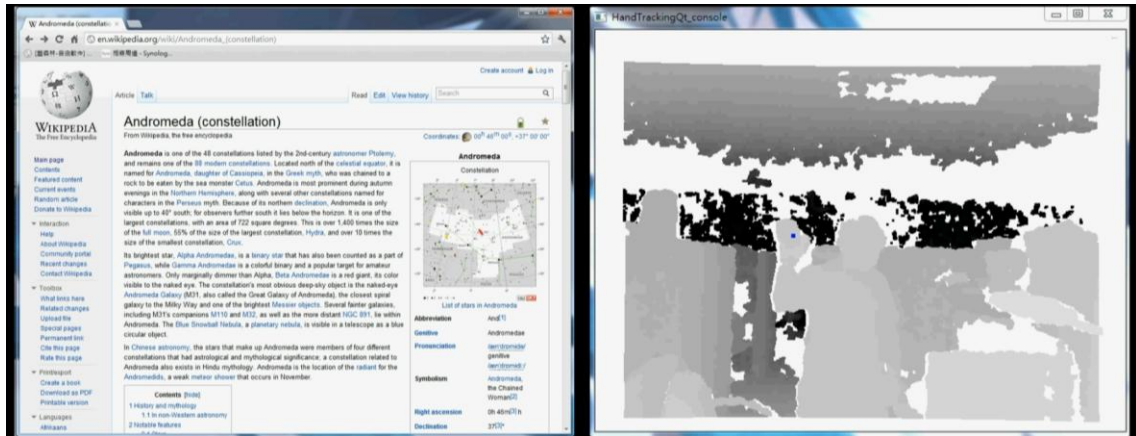 Andromeda (constellatio
HandTrackingQt_console
en.wikipedia.org/wiki/Andromeda_(constellation)
Synolog...
Create account Log in
Article Talk
Read Edit View history
Search
WIKIPEDIA
The Free Encyclopedia
Main page
Contents
Featured content
Current events
Random article
Donate to Wikipedia
Interaction
Help
About Wikipedia
Community portal
Recent changes
Contact Wikipedia
Toolbox
What links here
Related changes
Upload file
Special pages
Permanent link
Cite this page
Rate this page
Print/export
Create a book
Download as PDF
Printable version
Languages
Afrikaans
Andromeda (constellation)
From Wikipedia, the free encyclopedia
Coordinates: 00h 46m 00s, +37° 00′ 00″
Andromeda is one of the 48 constellations listed by the 2nd-century astronomer Ptolemy,
and remains one of the 88 modern constellations. Located north of the celestial equator, it is
named for Andromeda, daughter of Cassiopeia, in the Greek myth, who was chained to a
rock to be eaten by the sea monster Cetus. Andromeda is most prominent during autumn
evenings in the Northern Hemisphere, along with several other constellations named for
characters in the Perseus myth. Because of its northern declination, Andromeda is only
visible up to 40° south; for observers further south it lies below the horizon. It is one of the
largest constellations, with an area of 722 square degrees. This is over 1,400 times the size
of the full moon, 55% of the size of the largest constellation, Hydra, and over 10 times the
size of the smallest constellation, Crux.
Its brightest star, Alpha Andromedae, is a binary star that has also been counted as a part of
Pegasus, while Gamma Andromedae is a colorful binary and a popular target for amateur
astronomers. Only marginally dimmer than Alpha, Beta Andromedae is a red giant, its color
visible to the naked eye. The constellation's most obvious deep-sky object is the naked-eye
Andromeda Galaxy (M31, also called the Great Galaxy of Andromeda), the closest spiral
galaxy to the Milky Way and one of the brightest Messier objects. Several fainter galaxies,
including M31's companions M110 and M32, as well as the more distant NGC 891, lie within
Andromeda. The Blue Snowball Nebula, a planetary nebula, is visible in a telescope as a blue
circular object.
In Chinese astronomy, the stars that make up Andromeda were members of four different
constellations that had astrological and mythological significance; a constellation related to
Andromeda also exists in Hindu mythology. Andromeda is the location of the radiant for the
Andromedids, a weak meteor shower that occurs in November.
Contents [hide]
1 History and mythology
1.1 In non-Western astronomy
2 Notable features
Andromeda
Constellation
List of stars in Andromeda
Abbreviation And[1]
Genitive Andromedae
Pronunciation
genitive
Symbolism Andromeda,
the Chained
Woman[2]
Right ascension 0h 46m[3] h
Declination 37[3]°